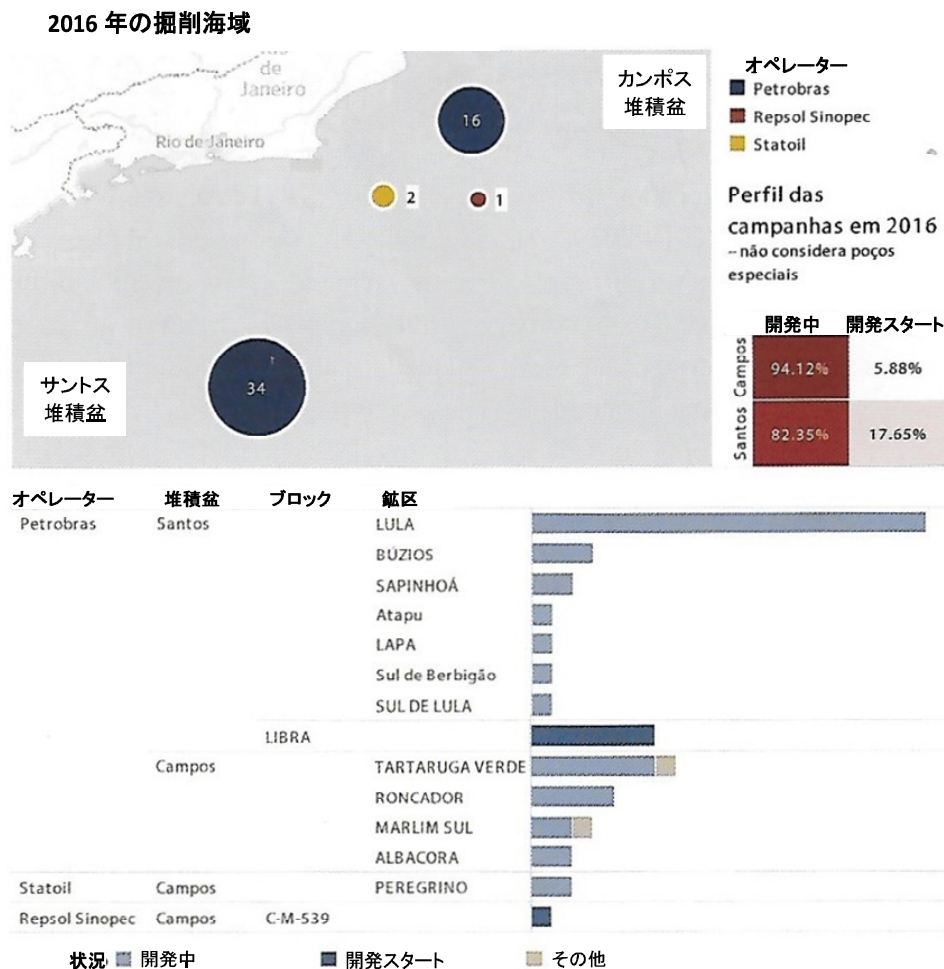 2016 年の掘削海域
de
Janeiro
Rio de Janeiro
16
カンポス
堆積盆
2
1
34
サントス
堆積盆
オペレーター
Petrobras
Repsol Sinopec
Statoil
Perfil das
campanhas em 2016
– não considera poços
especiais
開発中 開発スタート
Campos 94.12% 5.88%
Santos 82.35% 17.65%
オペレーター 堆積盆 ブロック 鉱区
Petrobras Santos LULA
BÚZIOS
SAPINHOÁ
Atapu
LAPA
Sul de Berbigão
SUL DE LULA
LIBRA
Campos TARTARUGA VERDE
RONCADOR
MARLIM SUL
ALBACORA
Statoil Campos PEREGRINO
Repsol Sinopec Campos C-M-539
状況 開発中 開発スタート その他